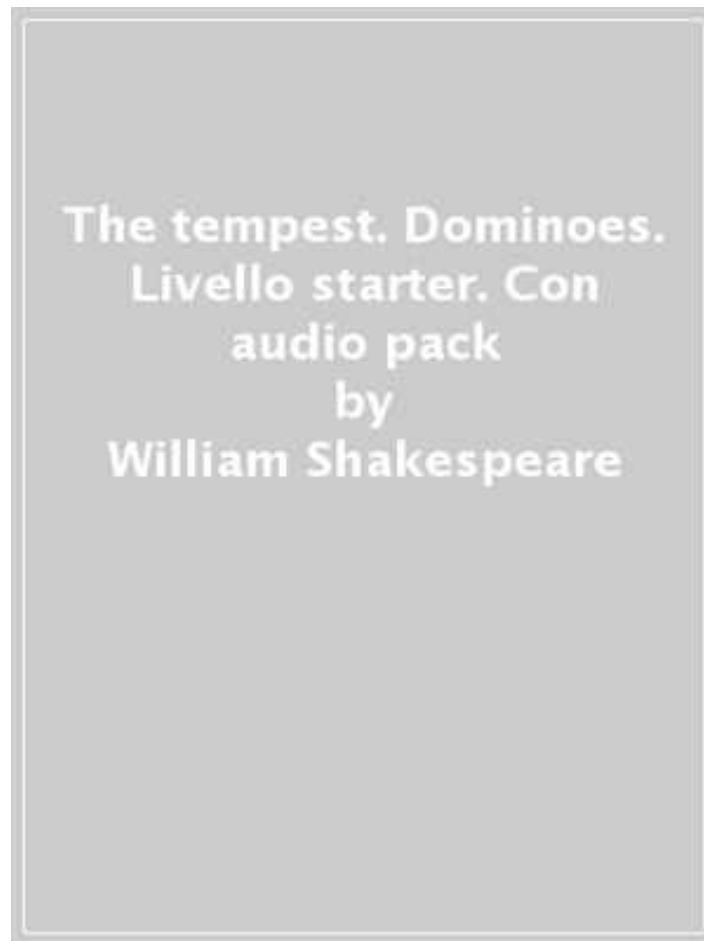 The tempest. Dominoes.
Livello starter. Con
audio pack
by
William Shakespeare